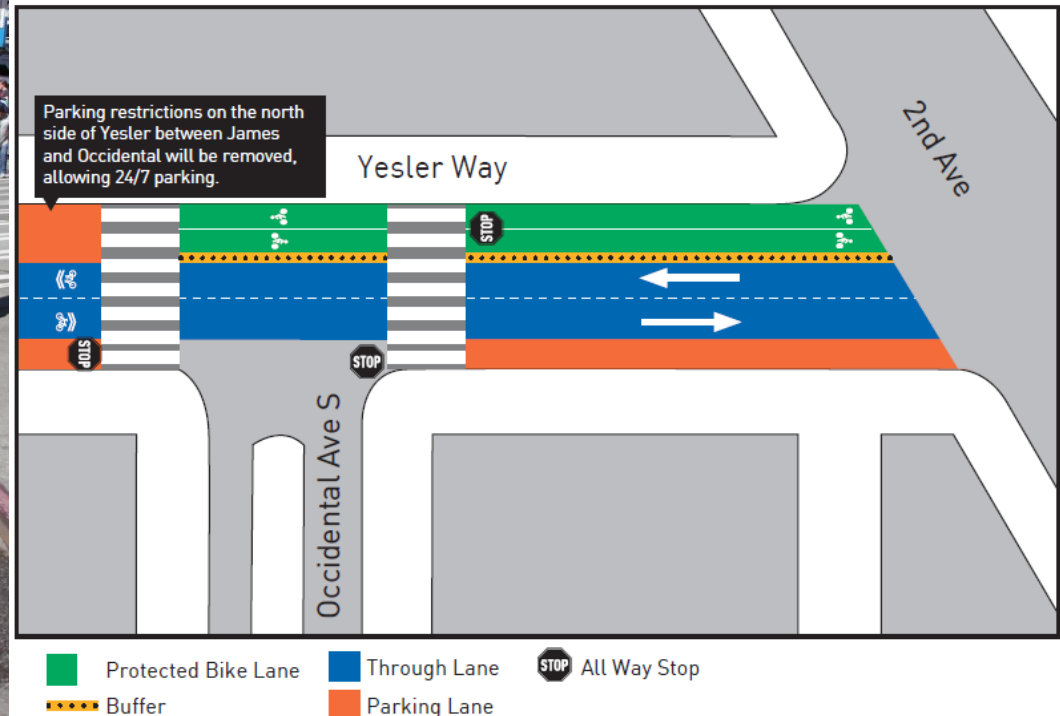 Parking restrictions on the north
side of Yesler between James
and Occidental will be removed,
allowing 24/7 parking.
Yesler Way
2nd Ave
STOP
STOP
STOP
Occidental Ave S
Protected Bike Lane
Through Lane
STOP All Way Stop
Buffer
Parking Lane